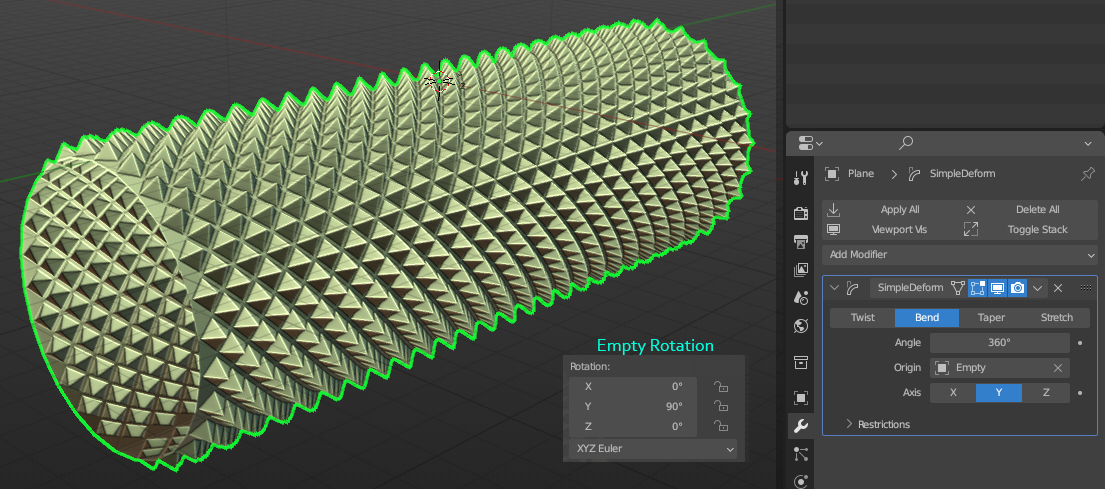 Plane > SimpleDeform
Apply All Delete All
Viewport Vis Toggle Stack
Add Modifier
SimpleDeform
Twist Bend Taper Stretch
Angle 360°
Origin Empty
Axis X Y Z
Restrictions
Empty Rotation
Rotation:
X 0°
Y 90°
Z 0°
XYZ Euler